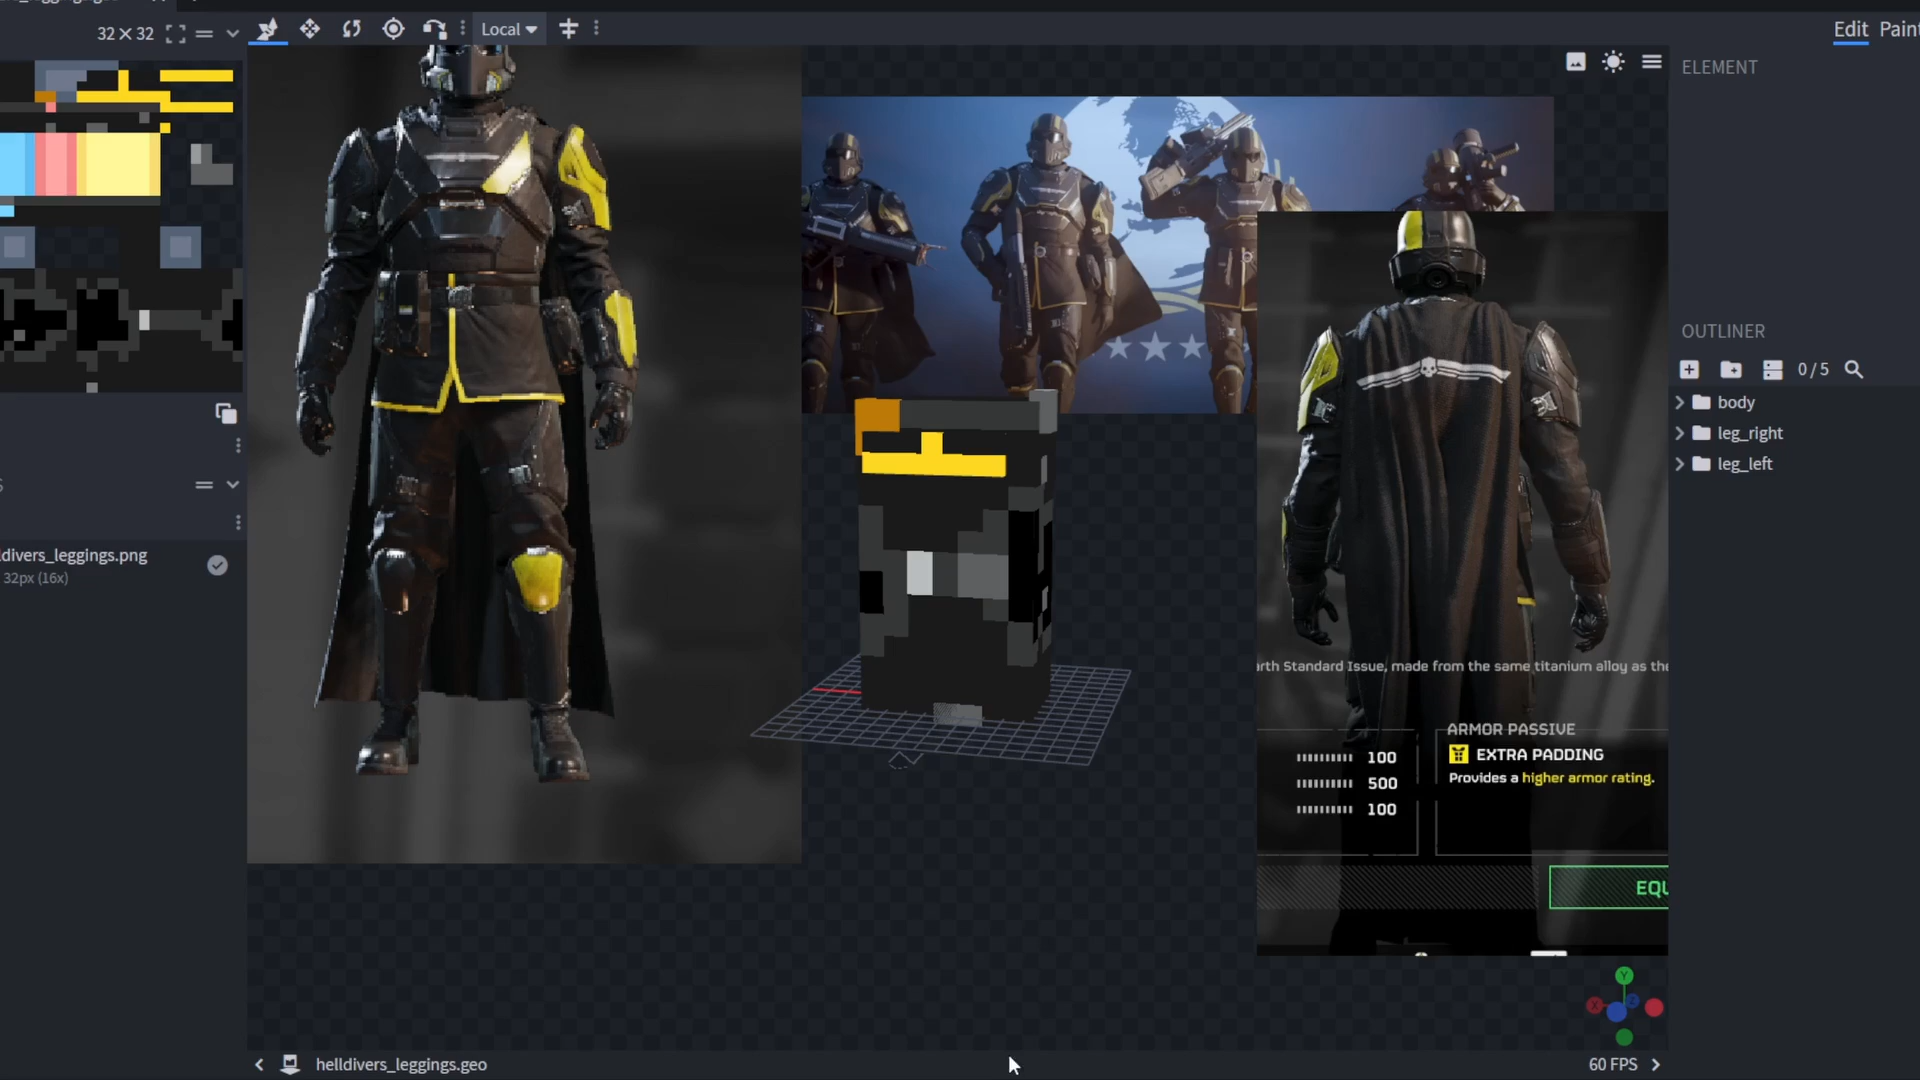 32×32
Local
Edit Paint
ELEMENT
OUTLINER
0 / 5
body
leg_right
leg_left
S
divers_leggings.png
32px (16x)
rth Standard Issue, made from the same titanium alloy as the
100
500
100
ARMOR PASSIVE
EXTRA PADDING
Provides a higher armor rating.
EQU
Y
X
Z
helldivers_leggings.geo
60 FPS